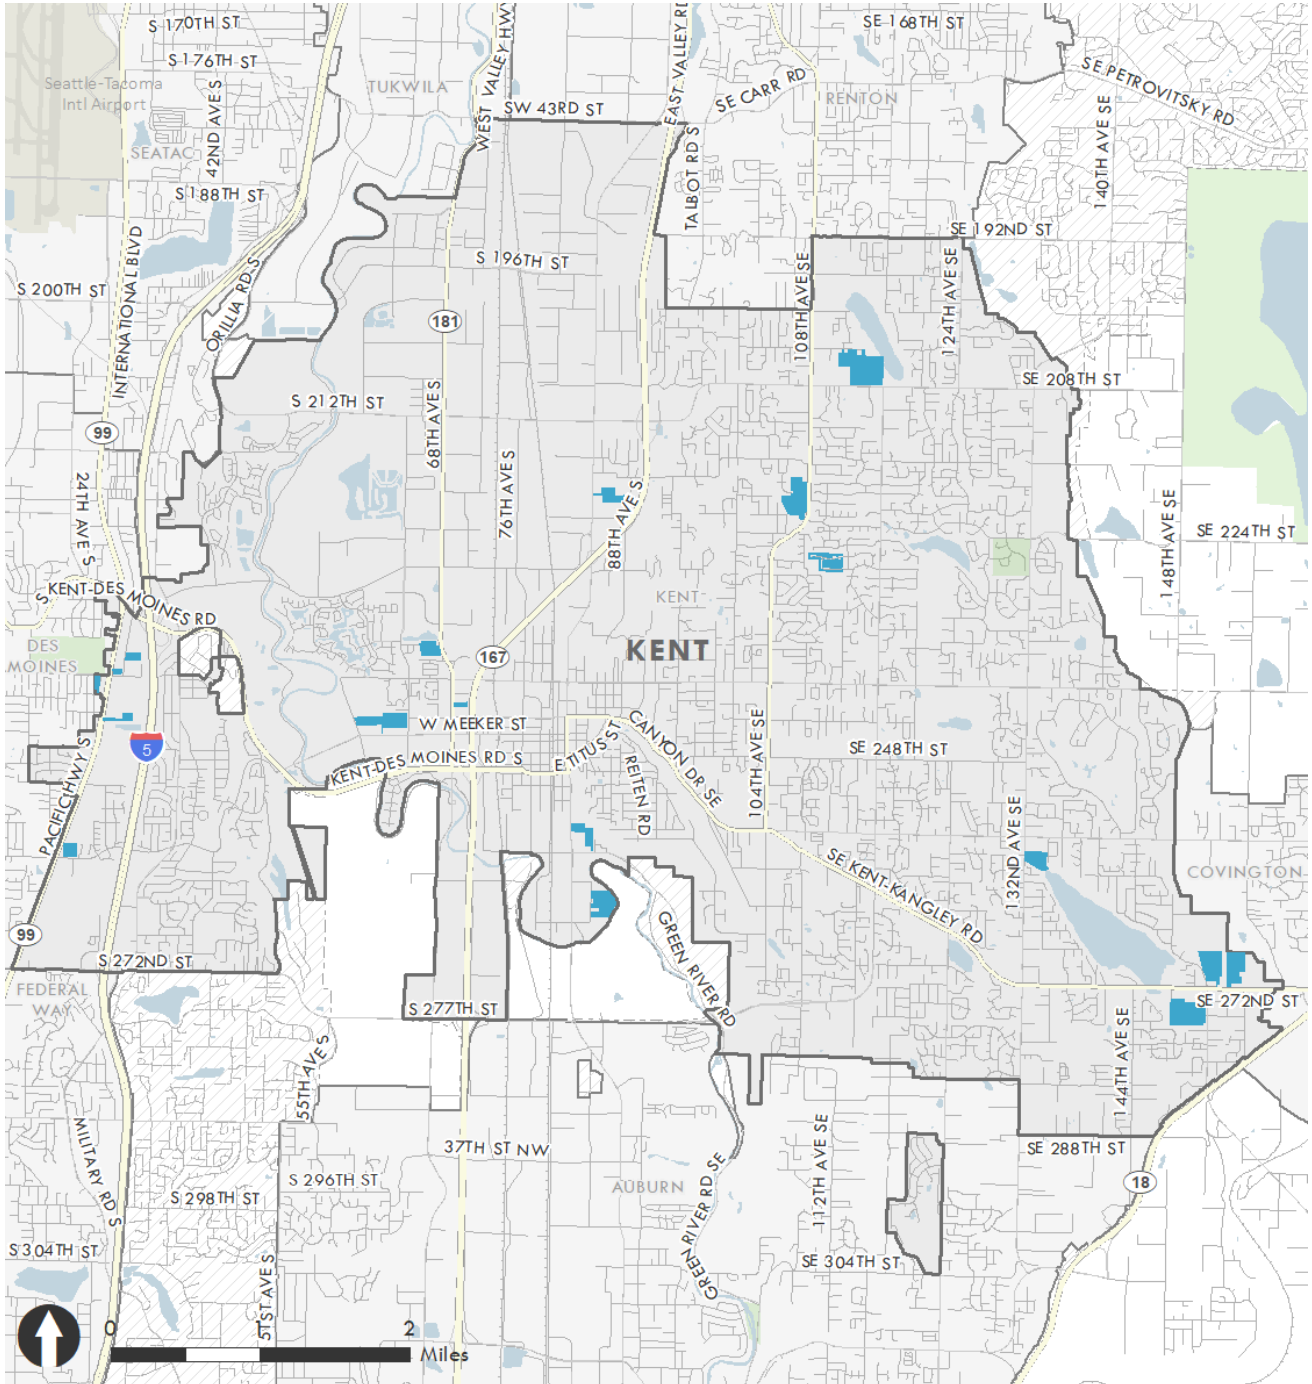 S 170TH ST
SE 168TH ST
S 176TH ST
WEST VALLEY HWY
EAST VALLEY RD
SE PETROVITSKY RD
Seattle-Tacoma
Intl Airport
TUKWILA
SE CARR RD
RENTON
42ND AVE S
SW 43RD ST
SEATAC
TALBOT RD S
140TH AVE SE
S 188TH ST
SE 192ND ST
INTERNATIONAL BLVD
S 196TH ST
S 200TH ST
ORILLIA RD S
108TH AVE SE
124TH AVE SE
181
SE 208TH ST
S 212TH ST
68TH AVE S
99
24TH AVE S
76TH AVE S
88TH AVE S
148TH AVE SE
SE 224TH ST
S KENT-DES MOINES RD
KENT
DES
MOINES
KENT
167
W MEEKER ST
CANYON DR SE
E TITUS ST
SE 248TH ST
5
KENT-DES MOINES RD S
REITEN RD
104TH AVE SE
PACIFIC HWY S
132ND AVE SE
SE KENT-KANGLEY RD
COVINGTON
99
GREEN RIVER RD
S 272ND ST
FEDERAL
WAY
S 277TH ST
SE 272ND ST
55TH AVE S
144TH AVE SE
MILITARY RD S
37TH ST NW
112TH AVE SE
SE 288TH ST
S 296TH ST
AUBURN
18
S 298TH ST
GREEN RIVER RD SE
S 304TH ST
51ST AVE S
SE 304TH ST
0
2
Miles